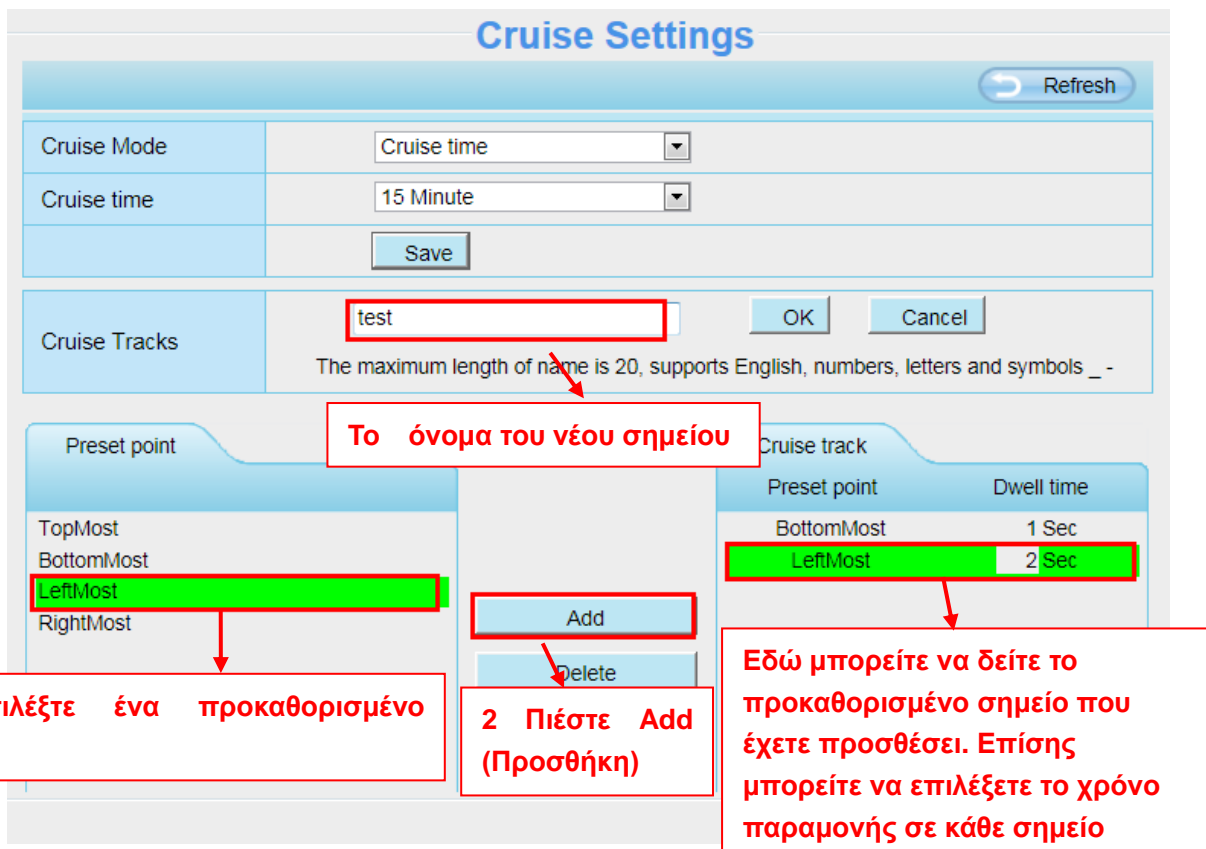 Cruise Settings
Refresh
Cruise Mode
Cruise time
Cruise time
15 Minute
Save
Cruise Tracks
test
OK
Cancel
The maximum length of name is 20, supports English, numbers, letters and symbols _ -
Το όνομα του νέου σημείου
Preset point
TopMost
BottomMost
LeftMost
RightMost
Add
Delete
Cruise track
Preset point Dwell time
BottomMost 1 Sec
LeftMost 2 Sec
ένα προκαθορισμένο
2 Πιέστε Add
(Προσθήκη)
Εδώ μπορείτε να δείτε το
προκαθορισμένο σημείο που
έχετε προσθέσει. Επίσης
μπορείτε να επιλέξετε το χρόνο
παραμονής σε κάθε σημείο